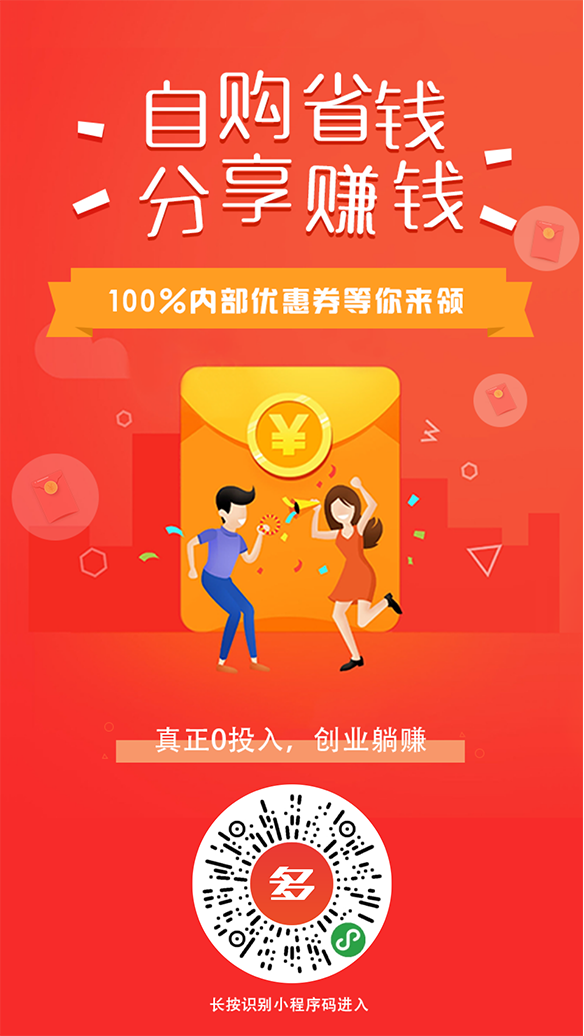 自购省钱
分享赚钱
100%内部优惠券等你来领
¥
真正0投入，创业躺赚
多
长按识别小程序码进入